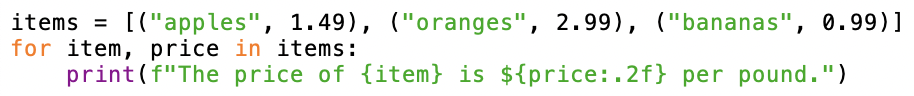 items = [("apples", 1.49), ("oranges", 2.99), ("bananas", 0.99)]
for item, price in items:
    print(f"The price of {item} is ${price:.2f} per pound.")